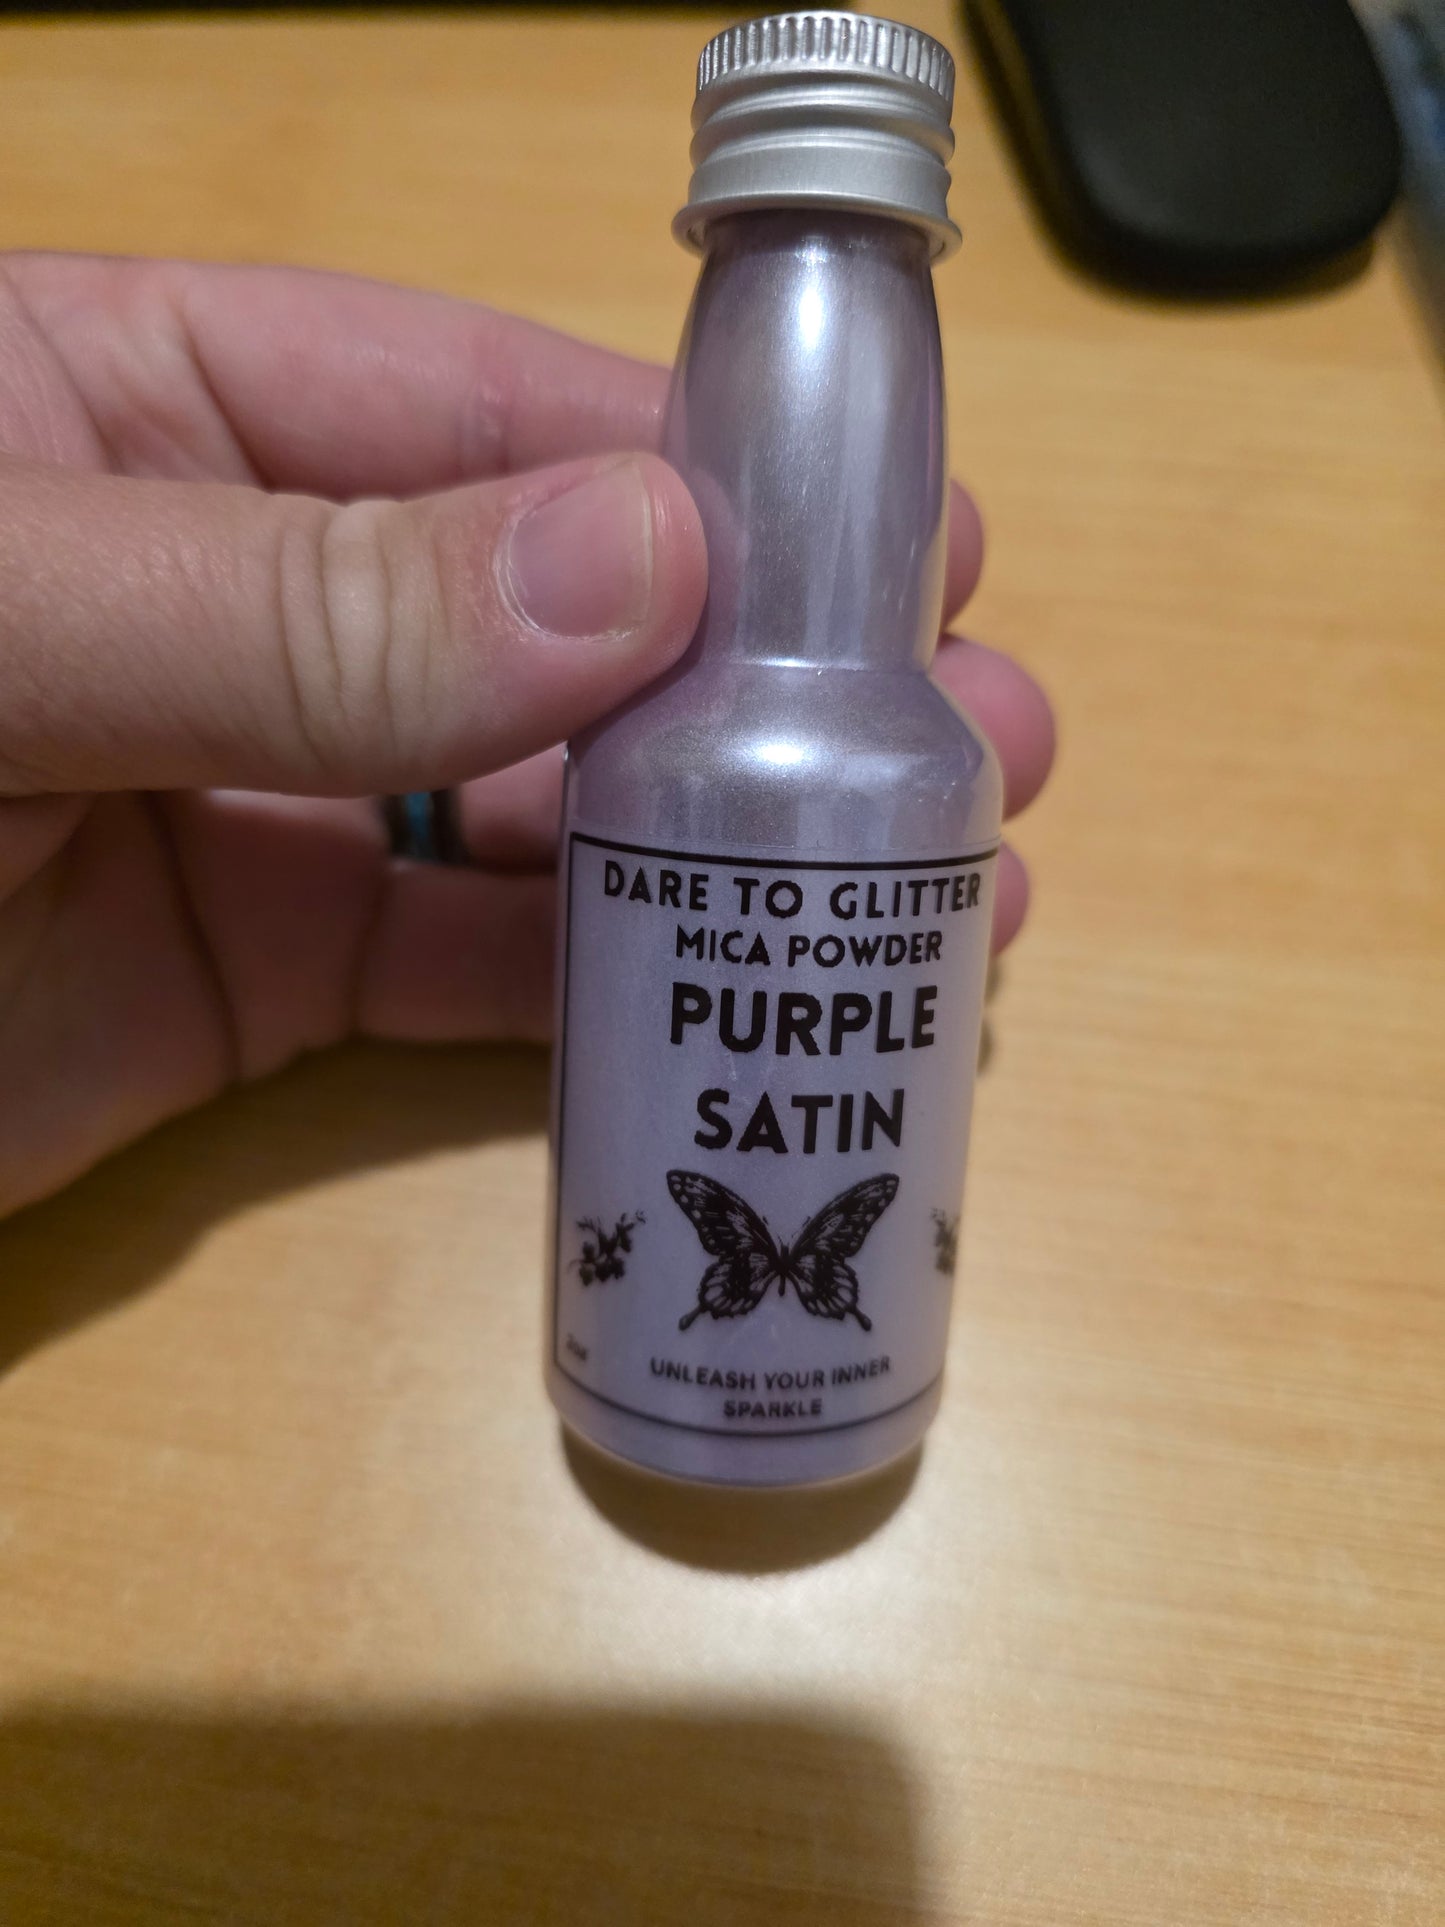 DARE TO GLITTER
MICA POWDER
PURPLE
SATIN
UNLEASH YOUR INNER
SPARKLE